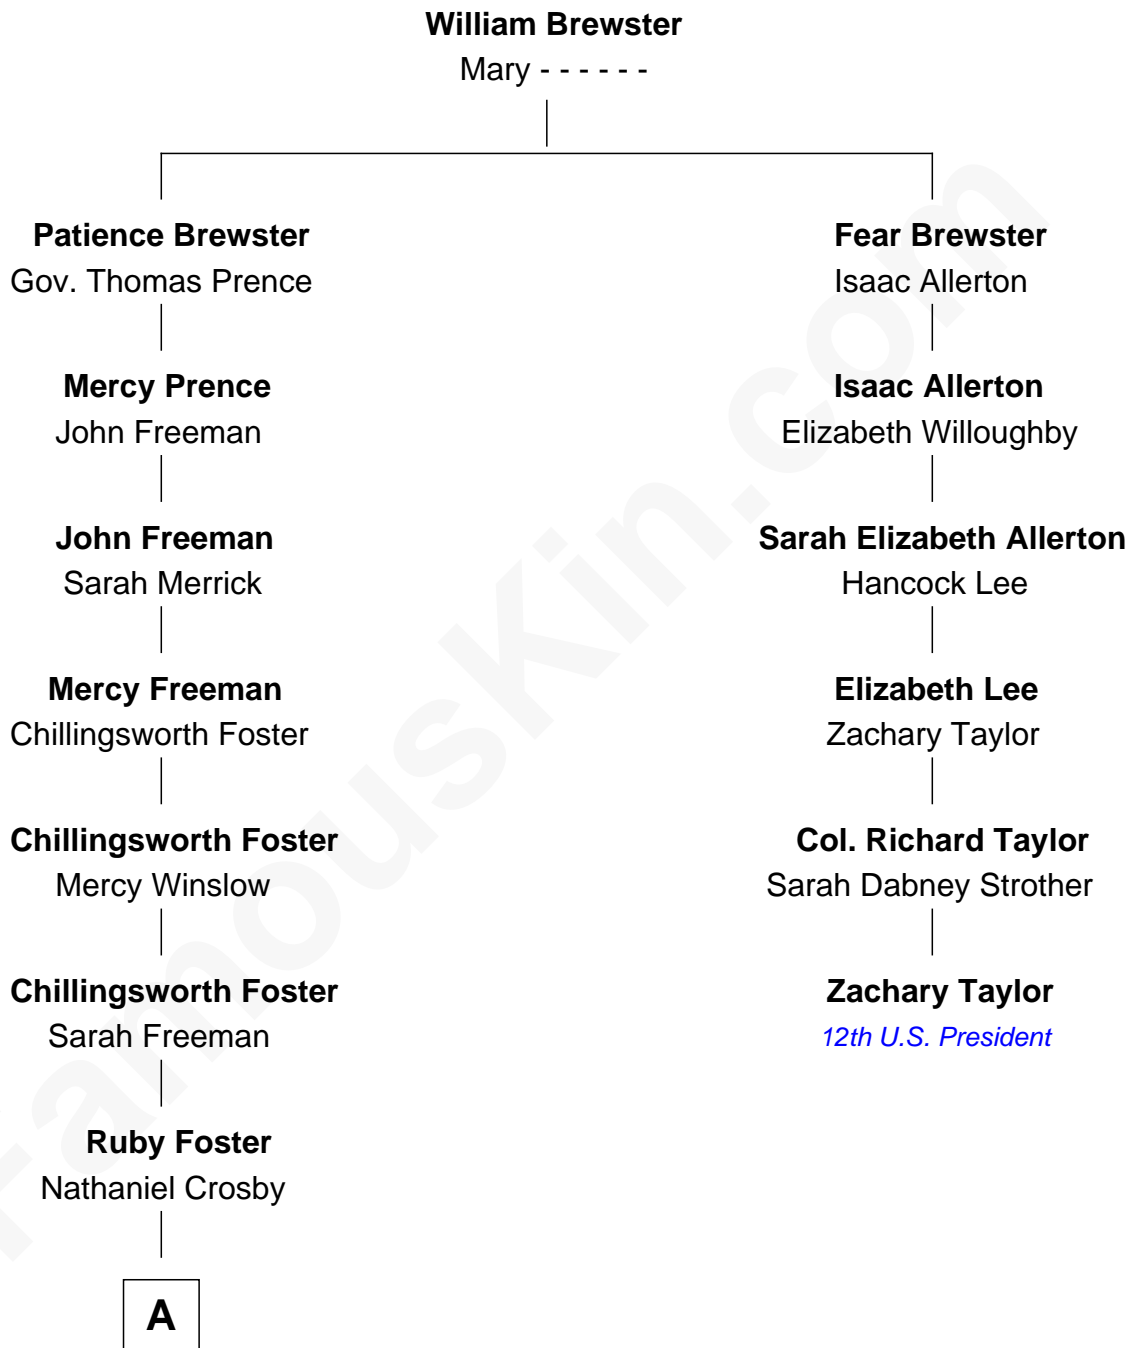 William Brewster
Mary - - - - - -
Patience Brewster
Gov. Thomas Prence
Fear Brewster
Isaac Allerton
Mercy Prence
John Freeman
Isaac Allerton
Elizabeth Willoughby
John Freeman
Sarah Merrick
Sarah Elizabeth Allerton
Hancock Lee
Mercy Freeman
Chillingsworth Foster
Elizabeth Lee
Zachary Taylor
Chillingsworth Foster
Mercy Winslow
Col. Richard Taylor
Sarah Dabney Strother
Chillingsworth Foster
Sarah Freeman
Zachary Taylor
12th U.S. President
Ruby Foster
Nathaniel Crosby
A
FamousKin.com